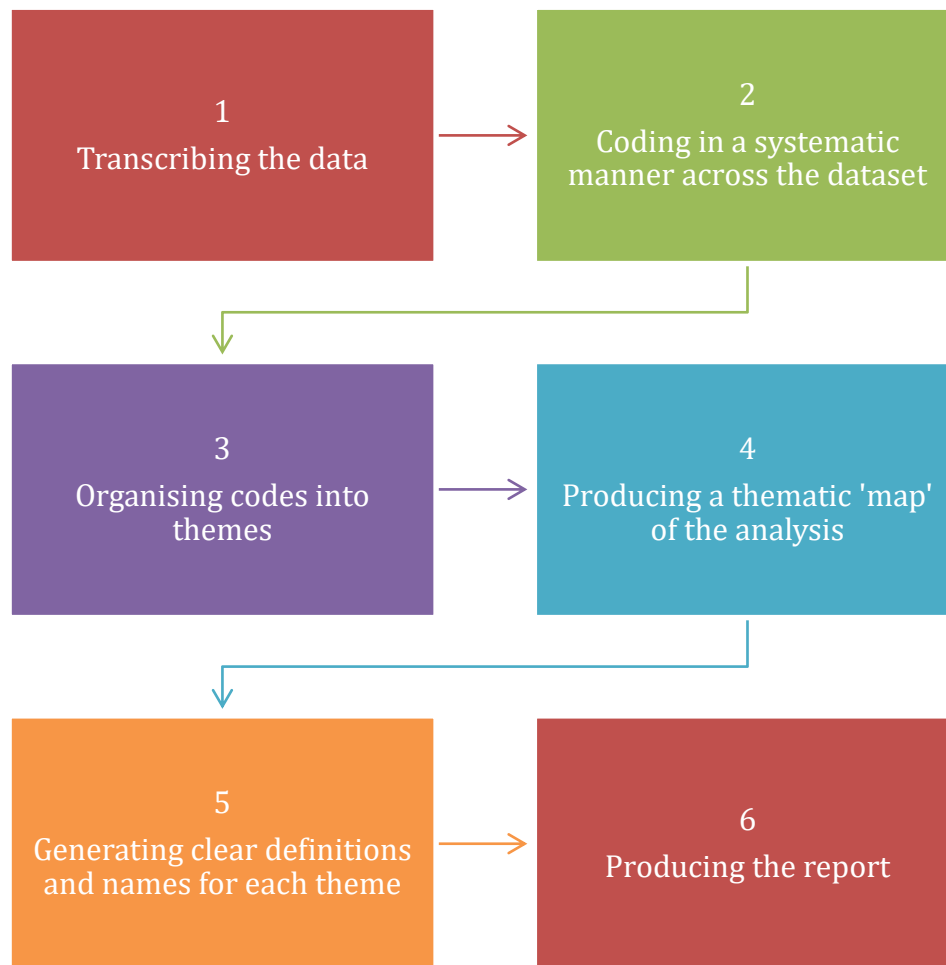 1
Transcribing the data
2
Coding in a systematic
manner across the dataset
3
Organising codes into
themes
4
Producing a thematic 'map'
of the analysis
5
Generating clear definitions
and names for each theme
6
Producing the report